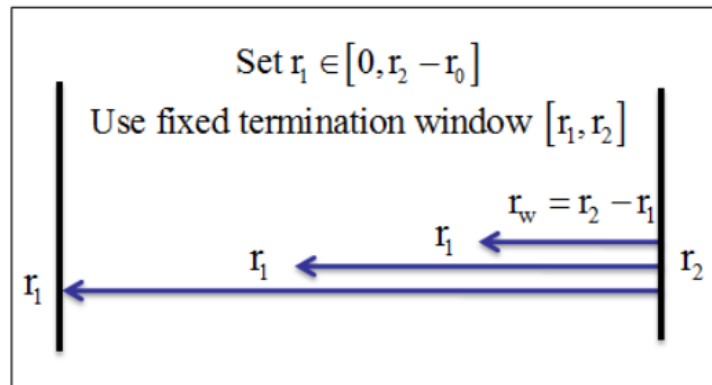 Set r₁ ∈ [0, r₂ − r₀]
Use fixed termination window [r₁, r₂]
r_w = r₂ − r₁
r₁
r₁
r₂
r₁